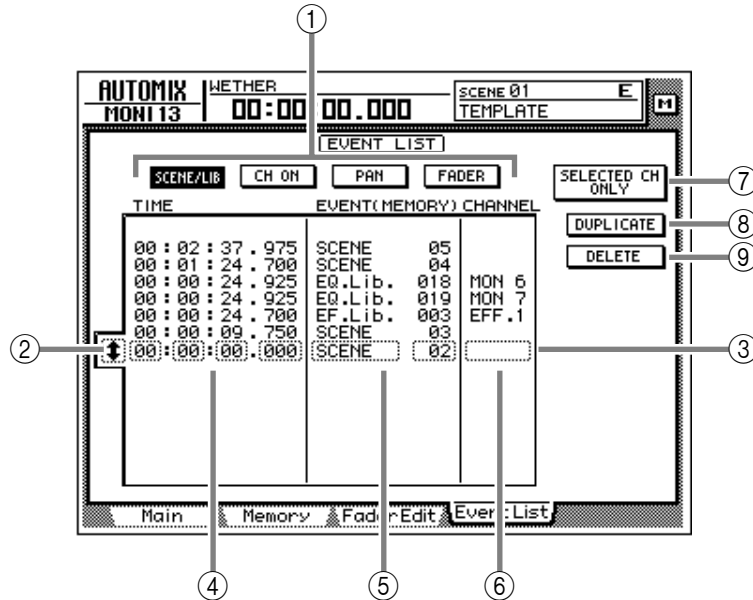 ①
AUTOMIX
MONI 13
WETHER
00:00:00.000
SCENE 01 E
TEMPLATE
M
EVENT LIST
SCENE/LIB CH ON PAN FADER
SELECTED CH ONLY
⑦
DUPLICATE
⑧
DELETE
⑨
TIME EVENT(MEMORY) CHANNEL
00:02:37.975 SCENE 05
00:01:24.700 SCENE 04
00:00:24.925 EQ.Lib. 018 MON 6
00:00:24.925 EQ.Lib. 019 MON 7
00:00:24.700 EF.Lib. 003 EFF.1
00:00:09.750 SCENE 03
② 00:00:00.000 SCENE 02 ③
Main Memory Fader Edit Event List
④ ⑤ ⑥